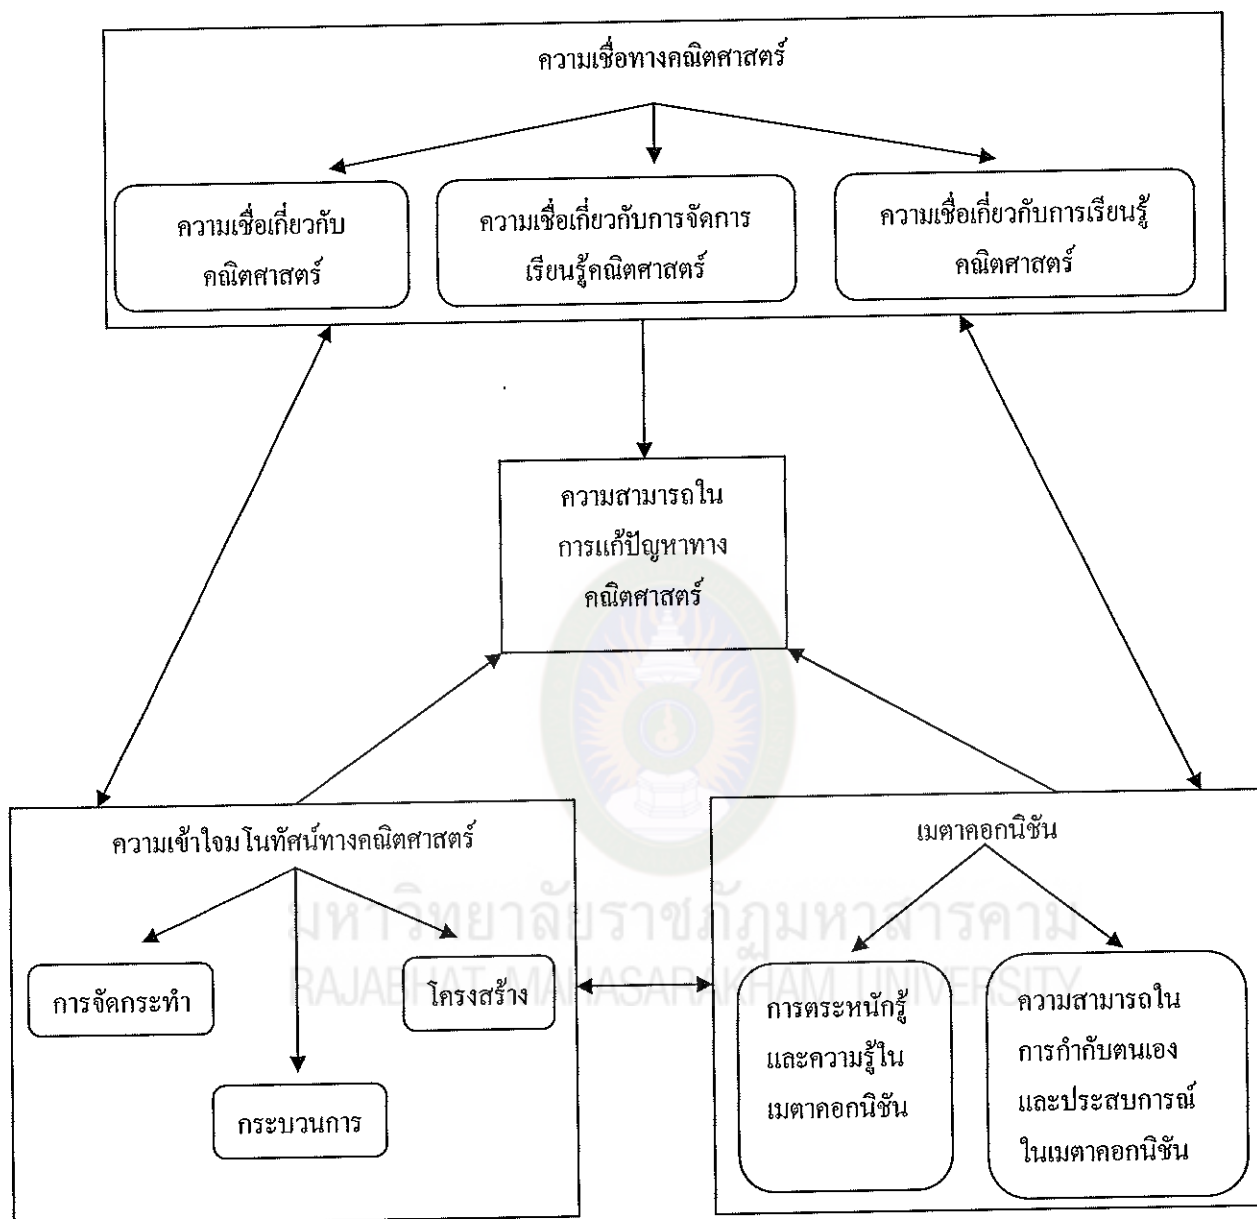 ความเชื่อทางคณิตศาสตร์
ความเชื่อเกี่ยวกับ
คณิตศาสตร์
ความเชื่อเกี่ยวกับการจัดการ
เรียนรู้คณิตศาสตร์
ความเชื่อเกี่ยวกับการเรียนรู้
คณิตศาสตร์
ความสามารถใน
การแก้ปัญหาทาง
คณิตศาสตร์
ความเข้าใจมโนทัศน์ทางคณิตศาสตร์
การจัดกระทำ
โครงสร้าง
กระบวนการ
เมตาคอกนิชัน
การตระหนักรู้
และความรู้ใน
เมตาคอกนิชัน
ความสามารถใน
การกำกับตนเอง
และประสบการณ์
ในเมตาคอกนิชัน
มหาวิทยาลัยราชภัฏมหาสารคาม
RAJABHAT MAHASARAKHAM UNIVERSITY